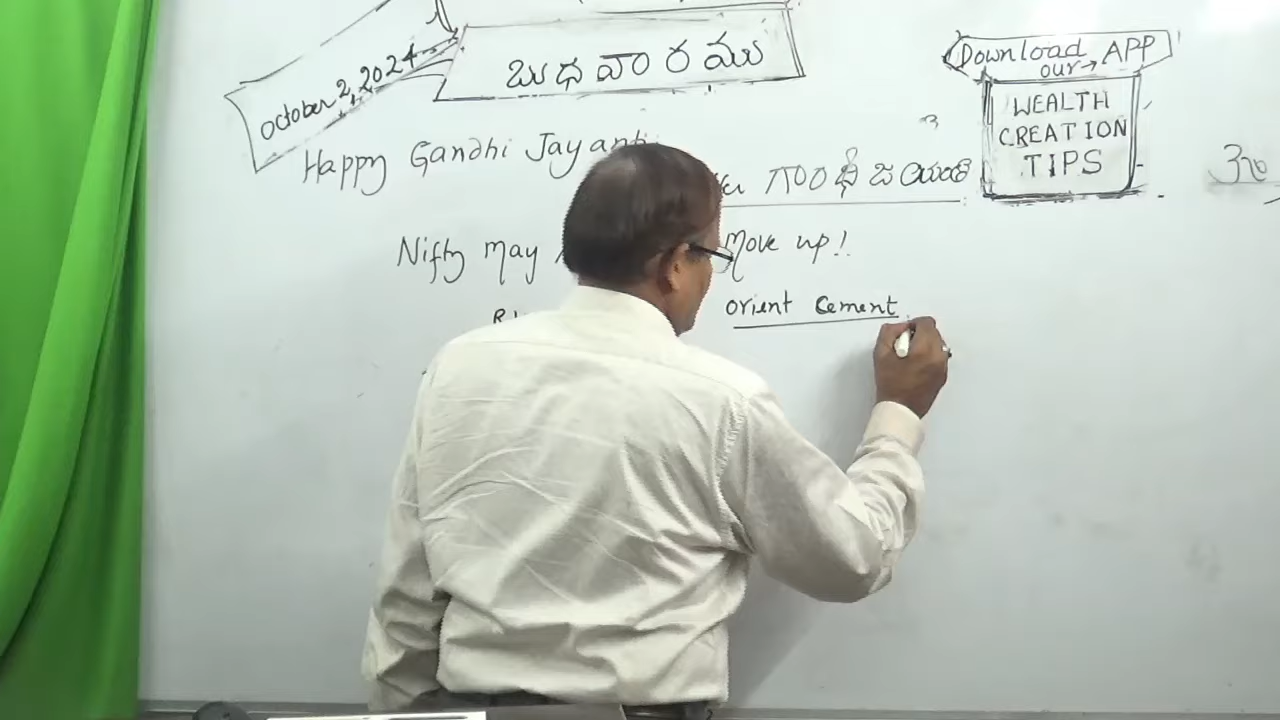 October 2, 2024
బుధవారము
Download
our → APP
WEALTH
CREATION
TIPS
Happy Gandhi Jayanti
గాంధీ జయంతి
Nifty may
Move up!!
Orient Cement